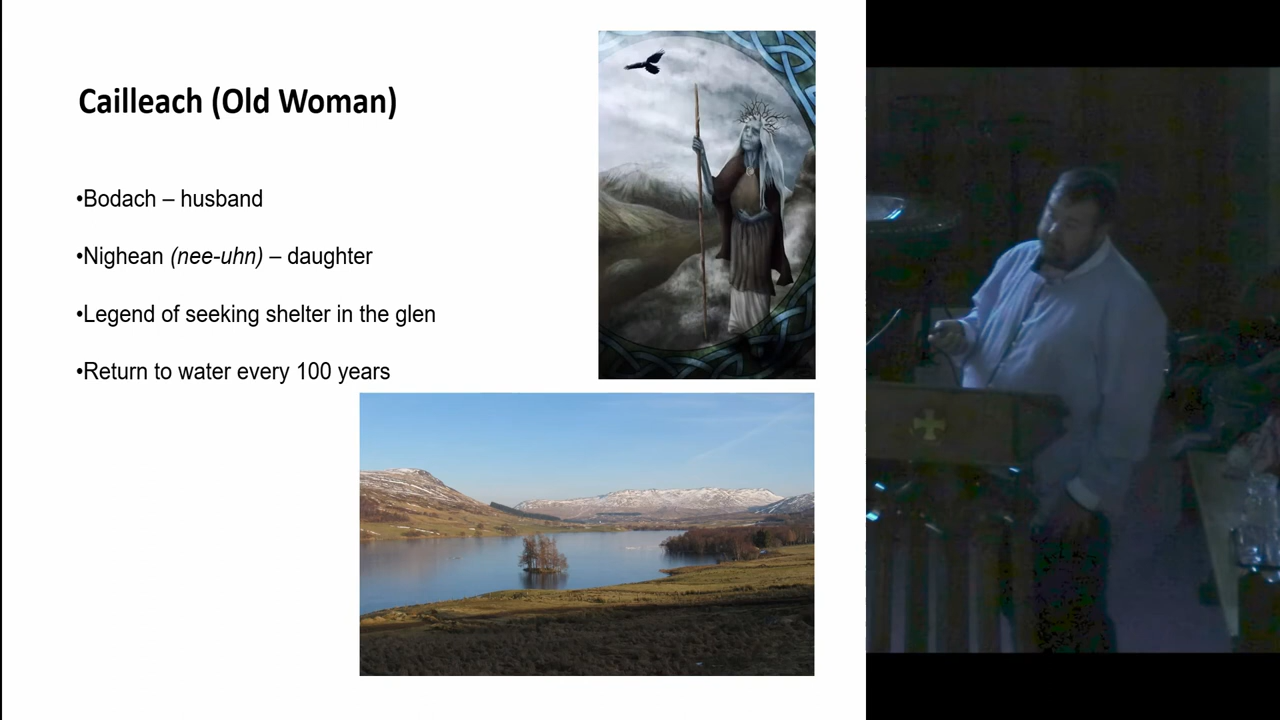 Cailleach (Old Woman)
•Bodach – husband
•Nighean (nee-uhn) – daughter
•Legend of seeking shelter in the glen
•Return to water every 100 years